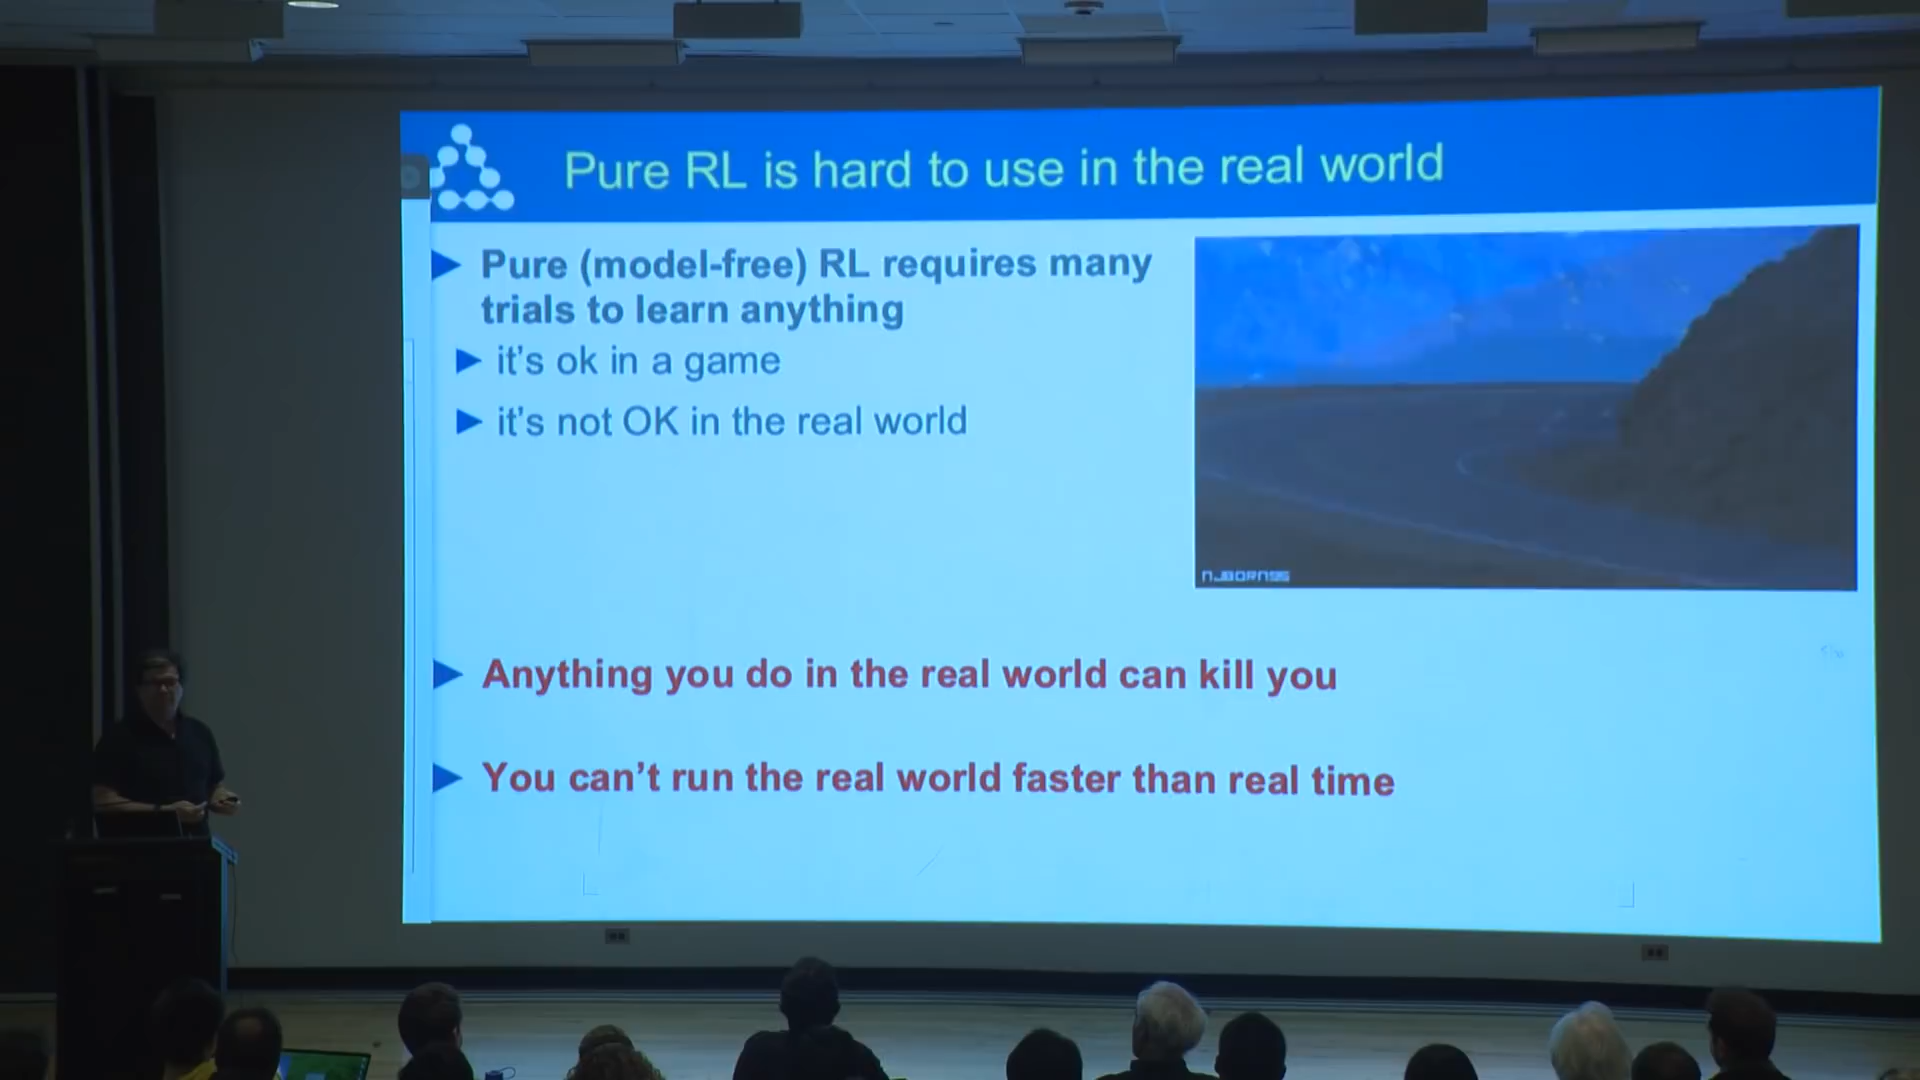 Pure RL is hard to use in the real world
Pure (model-free) RL requires many
trials to learn anything
it's ok in a game
it's not OK in the real world
NJBORN95
Anything you do in the real world can kill you
You can't run the real world faster than real time